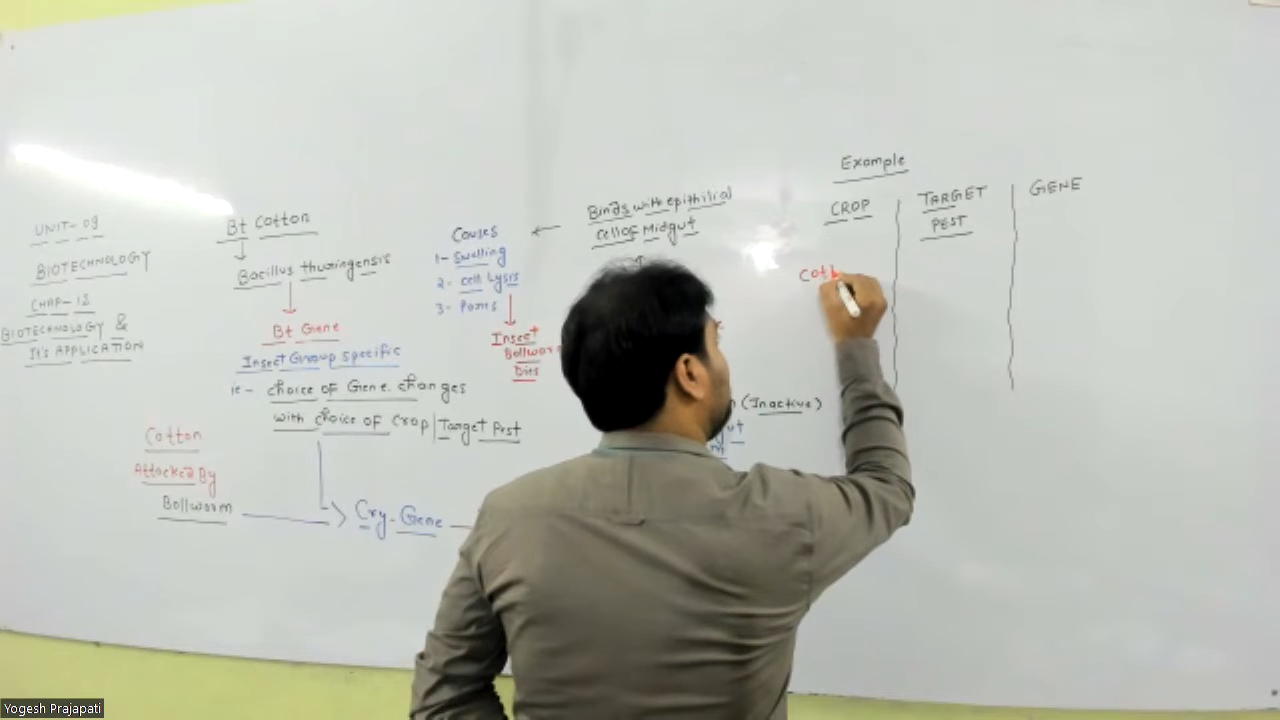 UNIT-09
BIOTECHNOLOGY
CHAP-12
BIOTECHNOLOGY &
It's APPLICATION
Bt Cotton
Bacillus thuringensis
Bt Gene
Insect Group specific
ie - choice of Gene changes
with choice of crop | Target Pest
Cotton
Attacked By
Bollworm
Cry-Gene
Causes
1- Swelling
2- cell Lysis
3- Pores
Insect
Bollworm
Dies
Binds with epithilial
cell of Midgut
(Inactive)
Example
CROP
TARGET
PEST
GENE
Cott
Yogesh Prajapati